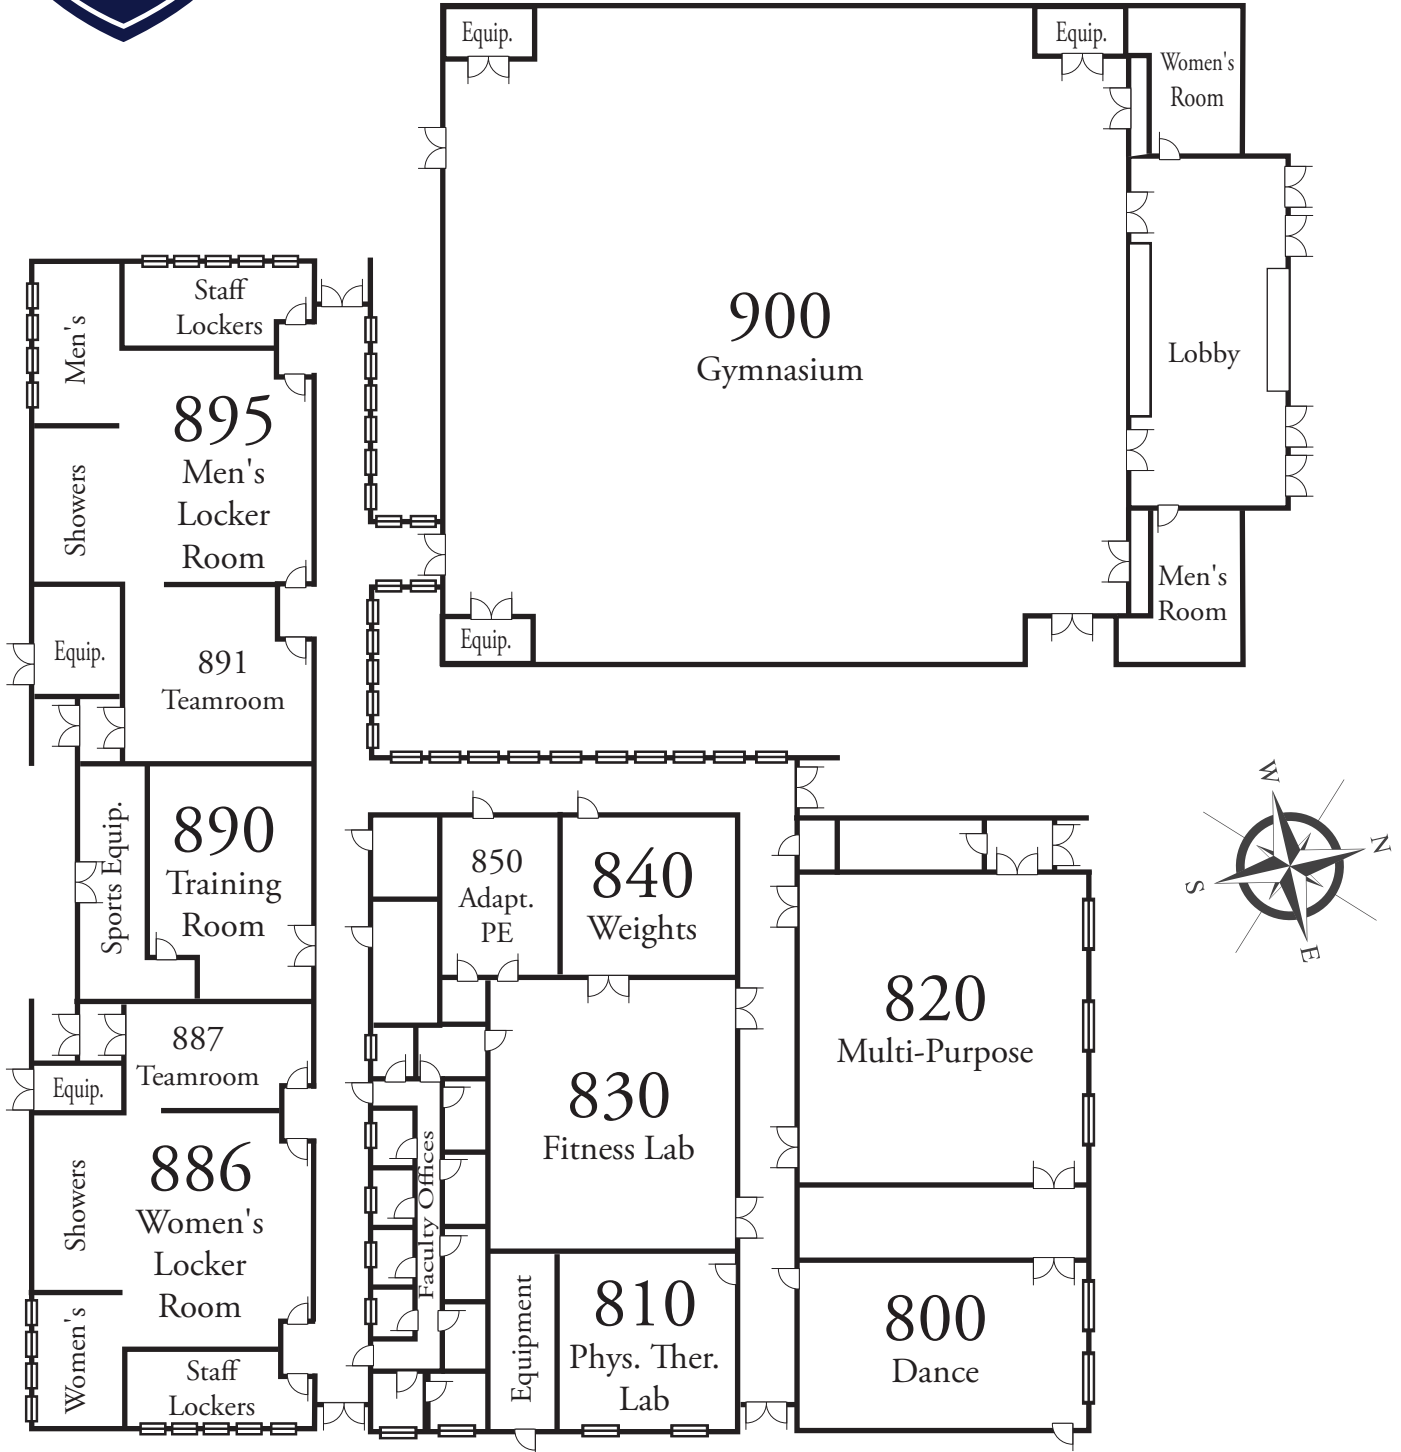 Equip.
Equip.
Women's
Room
900
Gymnasium
Lobby
Men's
Room
Equip.
Staff
Lockers
Men's
895
Men's
Locker
Room
Showers
Equip.
891
Teamroom
Sports Equip.
890
Training
Room
887
Teamroom
Equip.
Showers
886
Women's
Locker
Room
Women's
Staff
Lockers
850
Adapt.
PE
840
Weights
830
Fitness Lab
Faculty Offices
Equipment
810
Phys. Ther.
Lab
820
Multi-Purpose
800
Dance
W
N
S
E